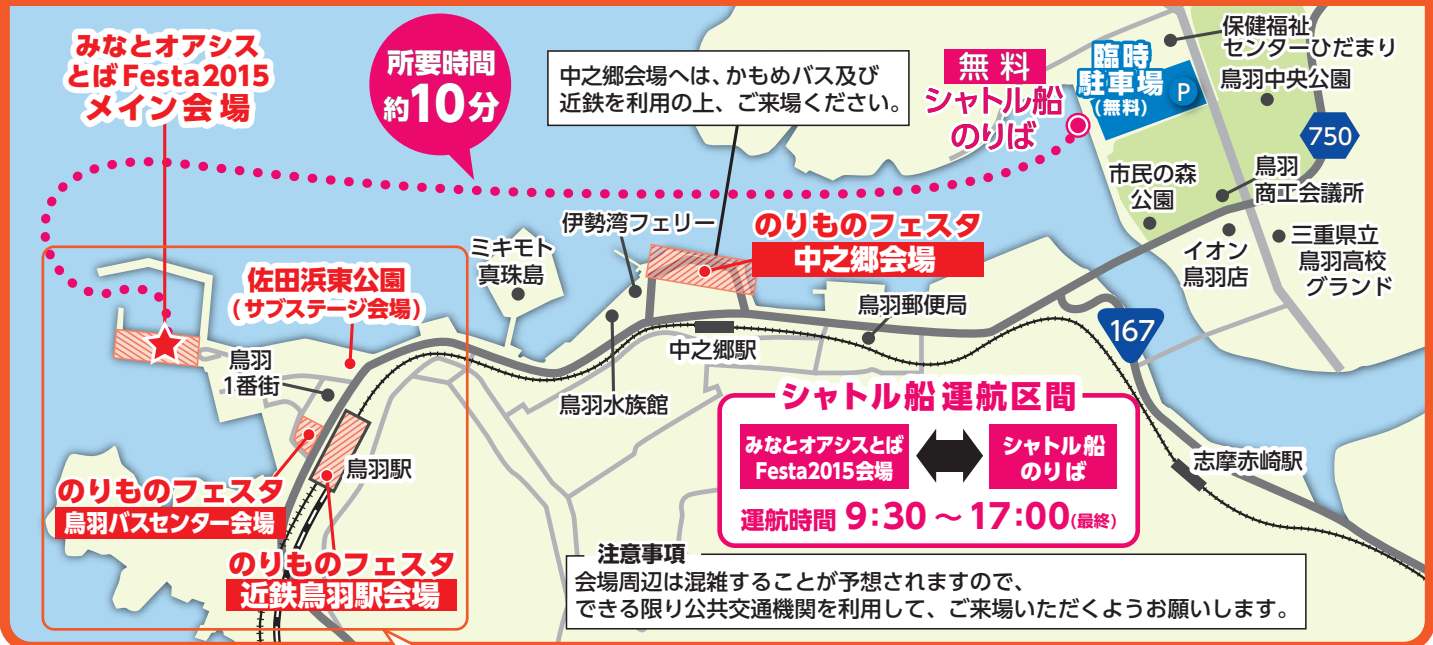 みなとオアシス
とばFesta2015
メイン会場
所要時間
約10分
中之郷会場へは、かもめバス及び
近鉄を利用の上、ご来場ください。
無料
シャトル船
のりば
臨時
駐車場
(無料)
P
保健福祉
センターひだまり
鳥羽中央公園
750
市民の森
公園
鳥羽
商工会議所
イオン
鳥羽店
三重県立
鳥羽高校
グランド
佐田浜東公園
(サブステージ会場)
ミキモト
真珠島
伊勢湾フェリー
のりものフェスタ
中之郷会場
鳥羽郵便局
167
鳥羽
1番街
中之郷駅
鳥羽水族館
鳥羽駅
のりものフェスタ
鳥羽バスセンター会場
のりものフェスタ
近鉄鳥羽駅会場
シャトル船運航区間
みなとオアシスとば
Festa2015会場
シャトル船
のりば
運航時間 9:30 ～ 17:00(最終)
志摩赤崎駅
注意事項
会場周辺は混雑することが予想されますので、
できる限り公共交通機関を利用して、ご来場いただくようお願いします。